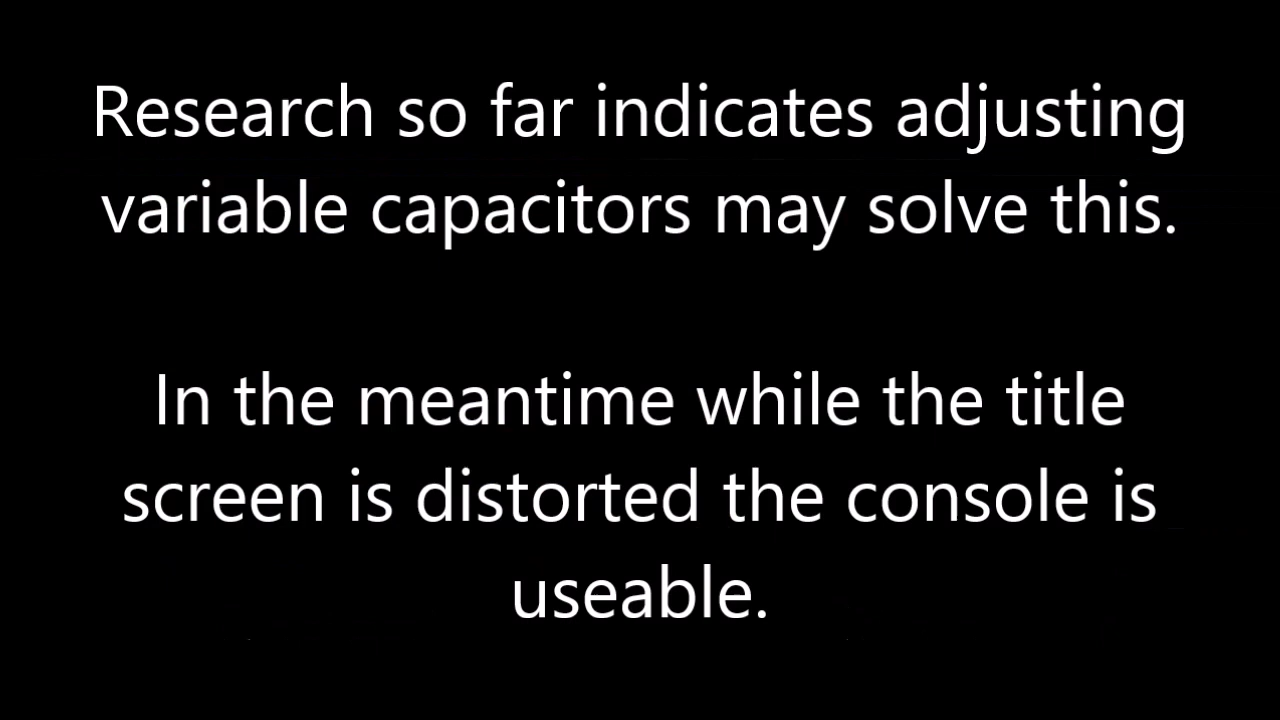 Research so far indicates adjusting
variable capacitors may solve this.
In the meantime while the title
screen is distorted the console is
useable.